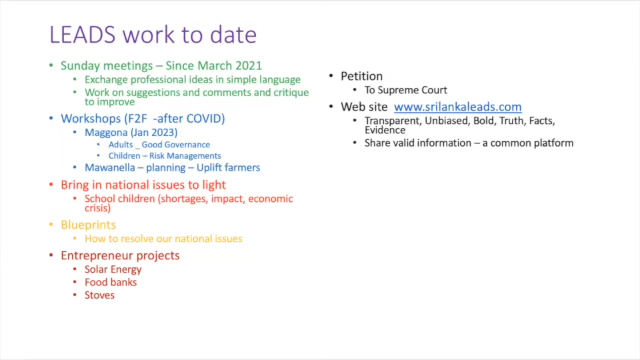 LEADS work to date
• Sunday meetings – Since March 2021
• Exchange professional ideas in simple language
• Work on suggestions and comments and critique
to improve
• Workshops (F2F -after COVID)
• Maggona (Jan 2023)
• Adults _ Good Governance
• Children – Risk Managements
• Mawanella – planning – Uplift farmers
• Bring in national issues to light
• School children (shortages, impact, economic
crisis)
• Blueprints
• How to resolve our national issues
• Entrepreneur projects
• Solar Energy
• Food banks
• Stoves
• Petition
• To Supreme Court
• Web site www.srilankaleads.com
• Transparent, Unbiased, Bold, Truth, Facts,
Evidence
• Share valid information – a common platform